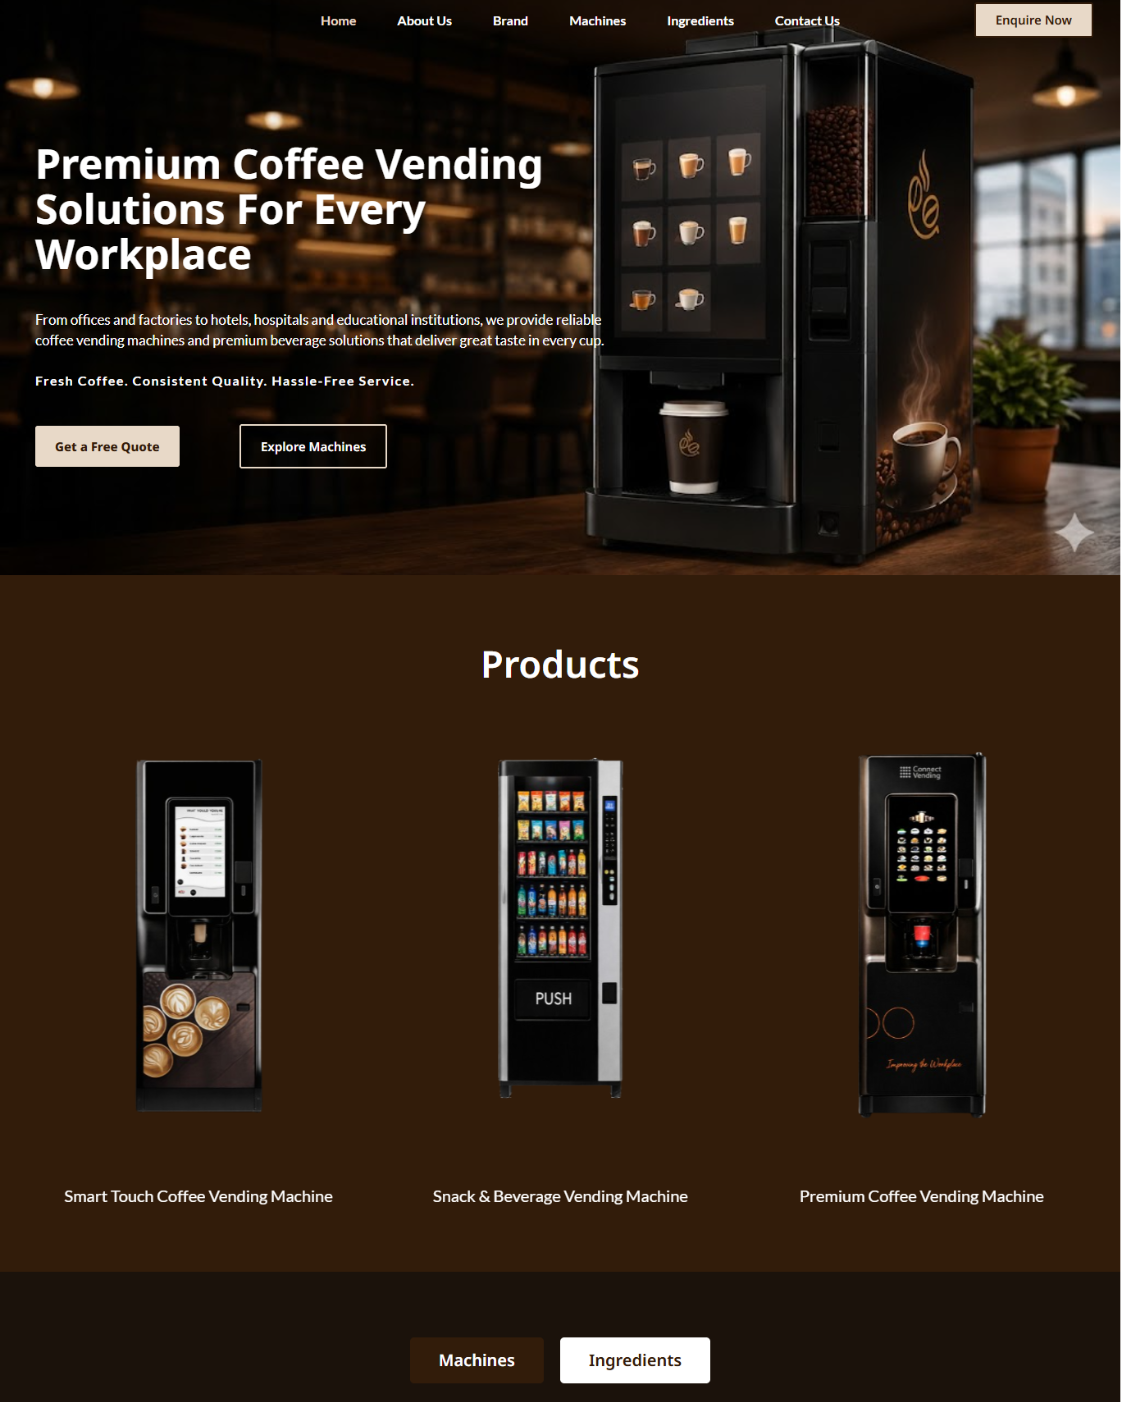 Home About Us Brand Machines Ingredients Contact Us Enquire Now
Premium Coffee Vending
Solutions For Every
Workplace
From offices and factories to hotels, hospitals and educational institutions, we provide reliable
coffee vending machines and premium beverage solutions that deliver great taste in every cup.
Fresh Coffee. Consistent Quality. Hassle-Free Service.
Get a Free Quote Explore Machines
Products
Connect
Vending
PUSH
Improving the Workplace
Smart Touch Coffee Vending Machine Snack & Beverage Vending Machine Premium Coffee Vending Machine
Machines Ingredients